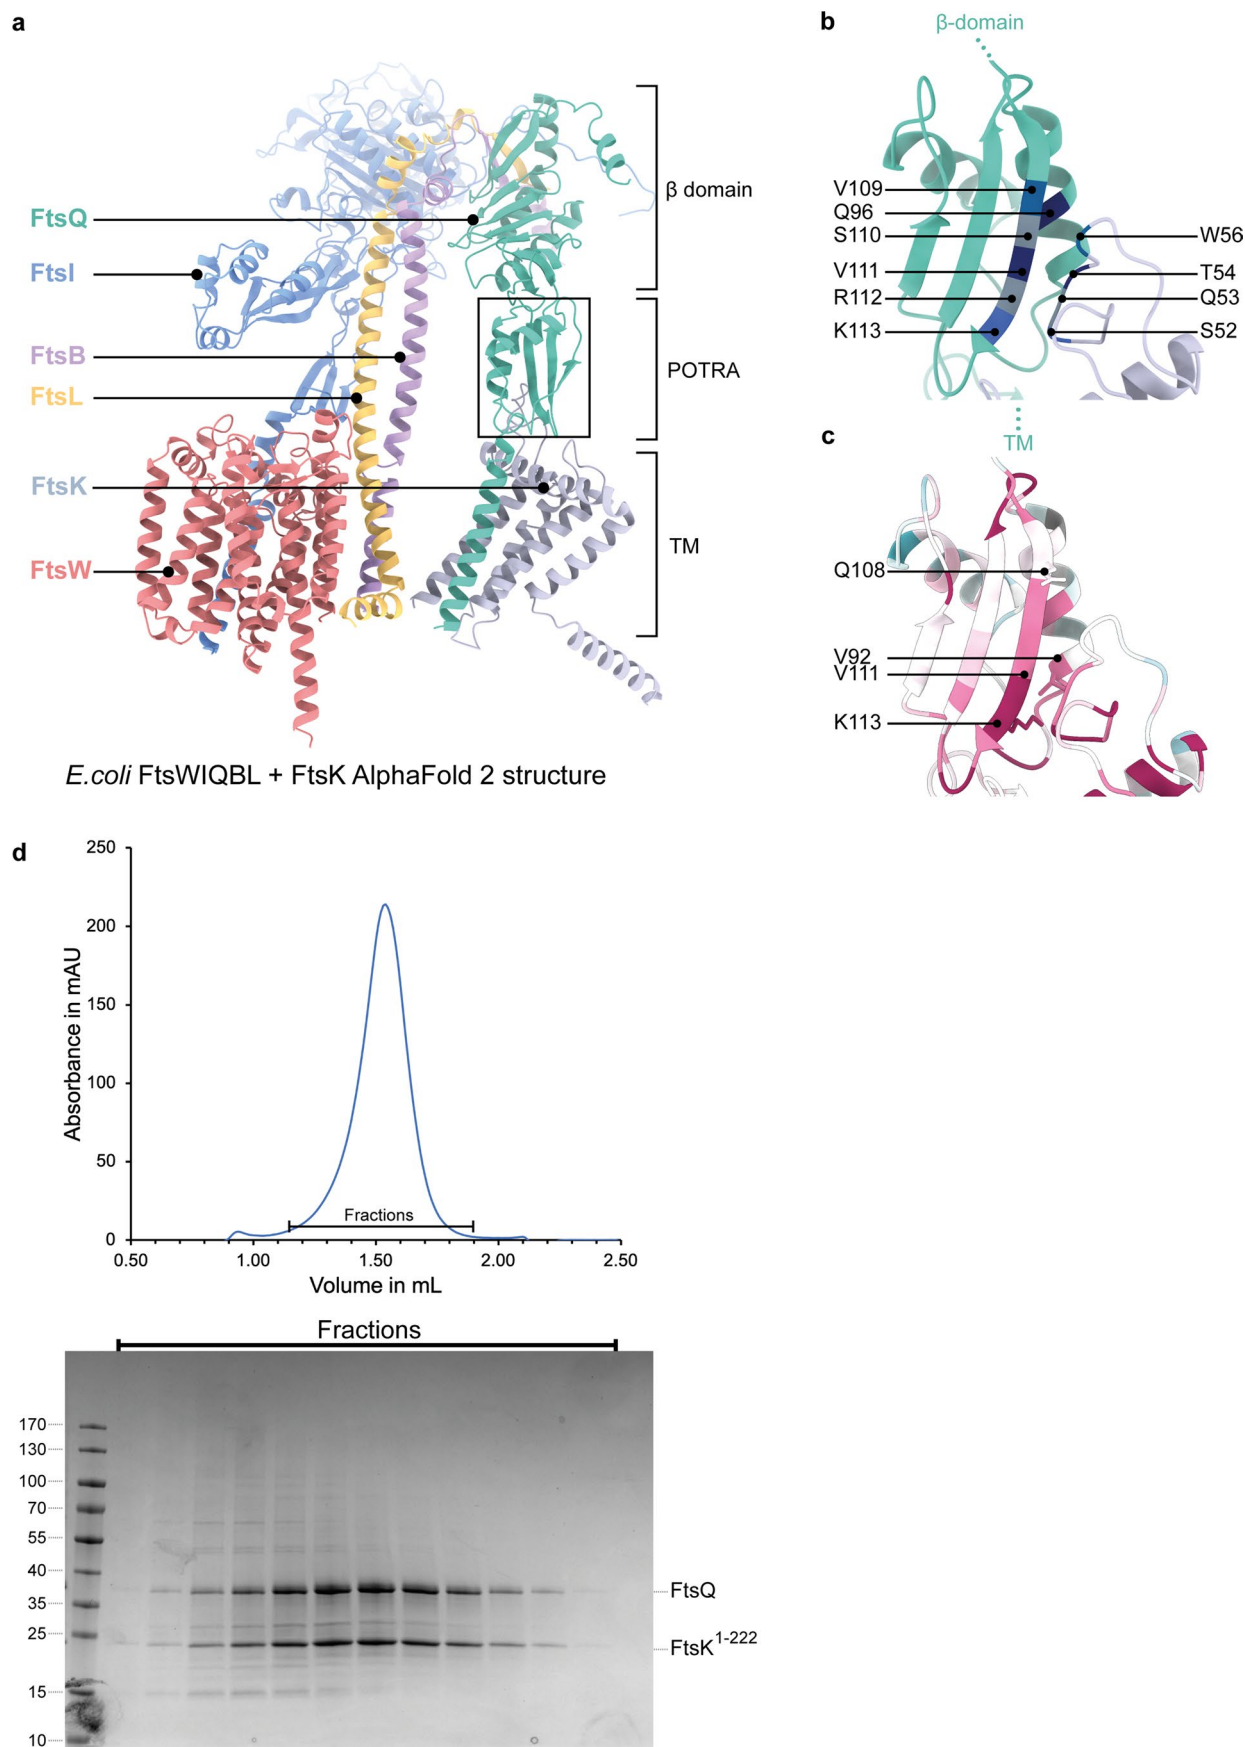 a
FtsQ
FtsI
FtsB
FtsL
FtsK
FtsW
β domain
POTRA
TM
E.coli FtsWIQBL + FtsK AlphaFold 2 structure
b
β-domain
V109
Q96
S110
V111
R112
K113
W56
T54
Q53
S52
TM
c
Q108
V92
V111
K113
d
250
200
150
100
50
0
Absorbance in mAU
Fractions
0.50 1.00 1.50 2.00 2.50
Volume in mL
Fractions
170
130
100
70
55
40
35
25
15
10
FtsQ
FtsK1-222